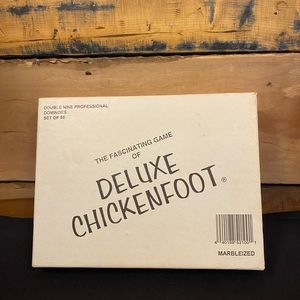 DOUBLE NINE PROFESSIONAL
DOMINOES
SET OF 55
THE FASCINATING GAME
OF
DELUXE
CHICKENFOOT®
MARBLEIZED